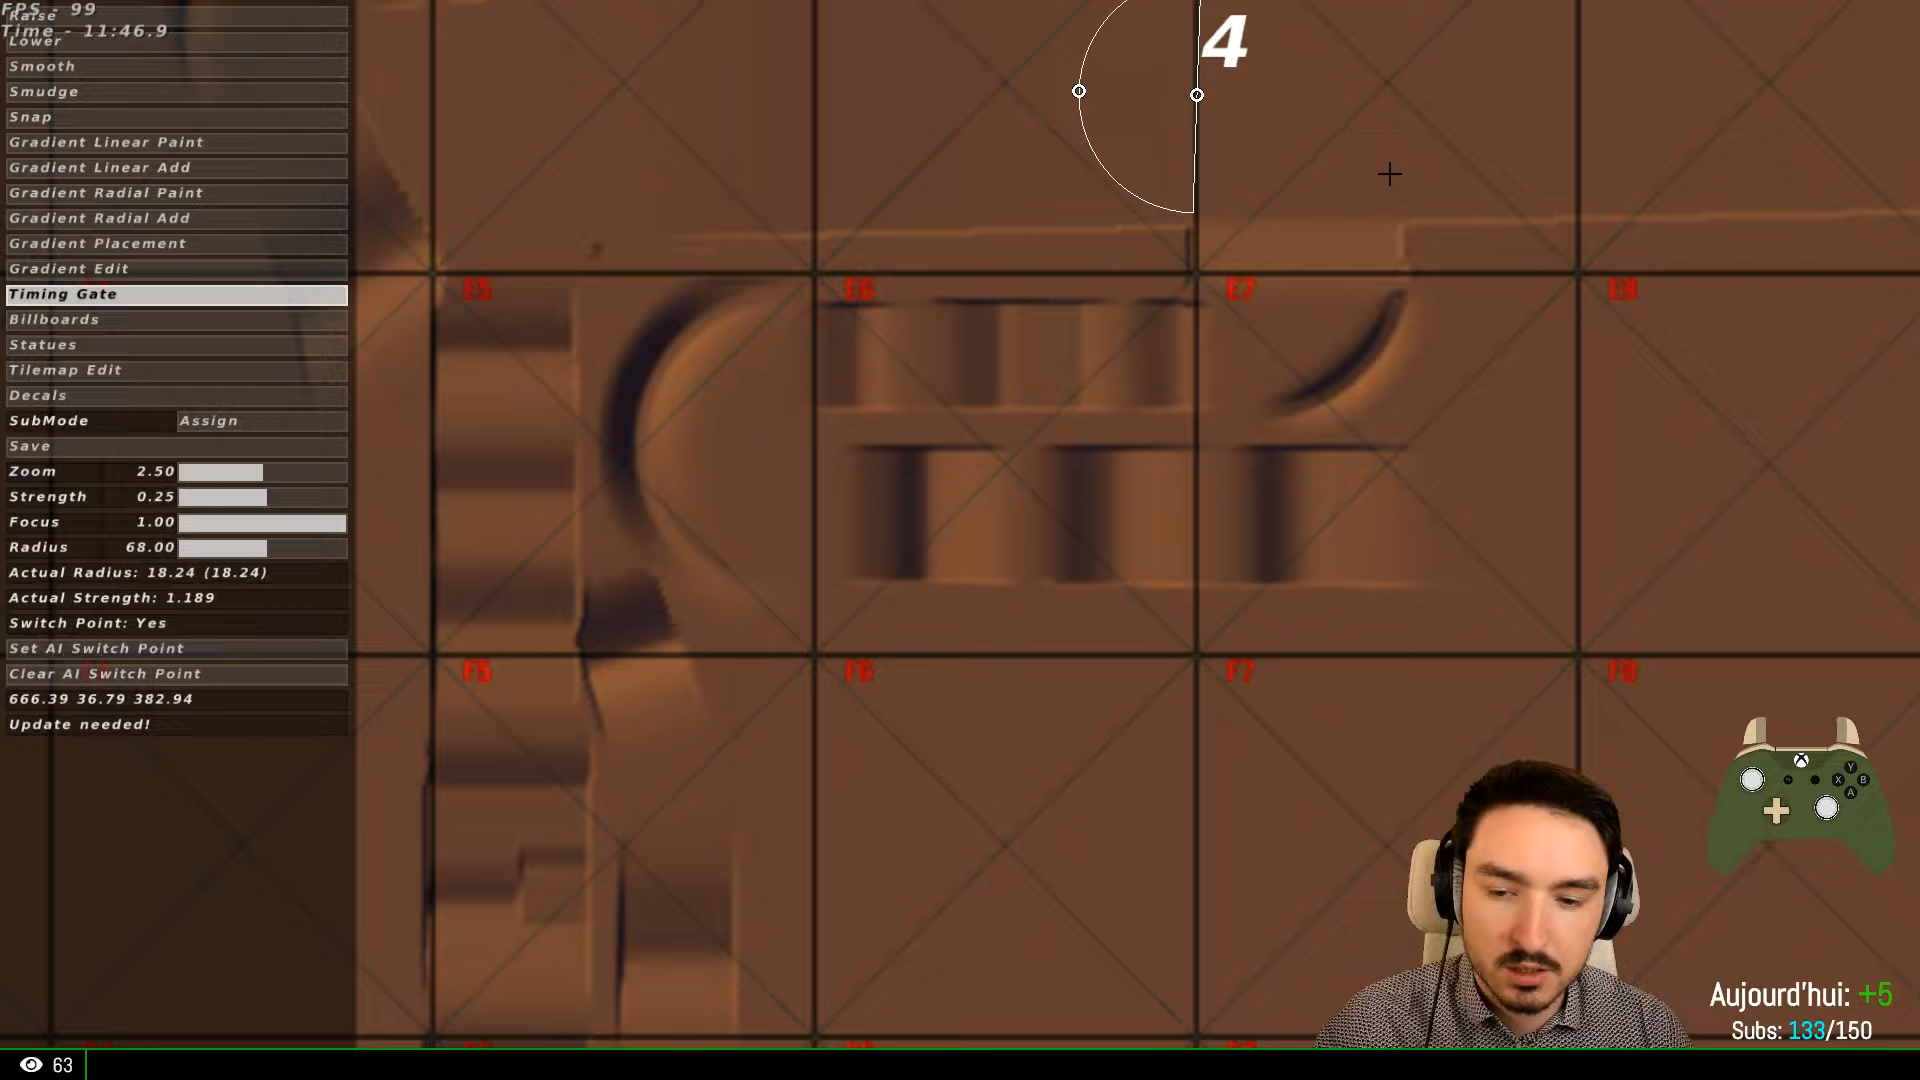 FPS - 99
Raise
Time - 11:46.9
Lower
Smooth
Smudge
Snap
Gradient Linear Paint
Gradient Linear Add
Gradient Radial Paint
Gradient Radial Add
Gradient Placement
Gradient Edit
Timing Gate
Billboards
Statues
Tilemap Edit
Decals
SubMode Assign
Save
Zoom 2.50
Strength 0.25
Focus 1.00
Radius 68.00
Actual Radius: 18.24 (18.24)
Actual Strength: 1.189
Switch Point: Yes
Set AI Switch Point
Clear AI Switch Point
666.39 36.79 382.94
Update needed!
4
E5 E6 E7 E8
F5 F6 F7 F8
Y
X B
A
Aujourd'hui: +5
Subs: 133/150
63